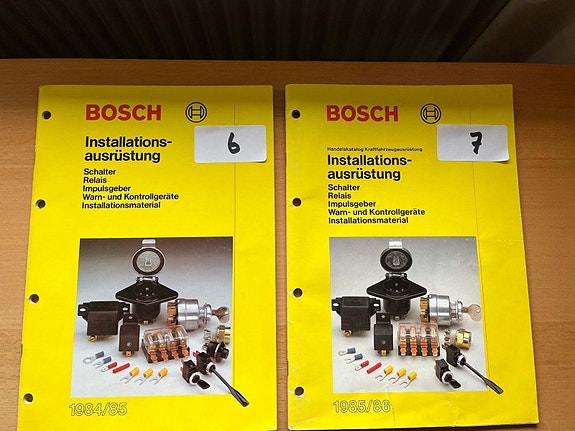 BOSCH
6
Installations-
ausrüstung
Schalter
Relais
Impulsgeber
Warn- und Kontrollgeräte
Installationsmaterial
1984/85
BOSCH
7
Handelskatalog Kraftfahrzeugausrüstung
Installations-
ausrüstung
Schalter
Relais
Impulsgeber
Warn- und Kontrollgeräte
Installationsmaterial
1985/86